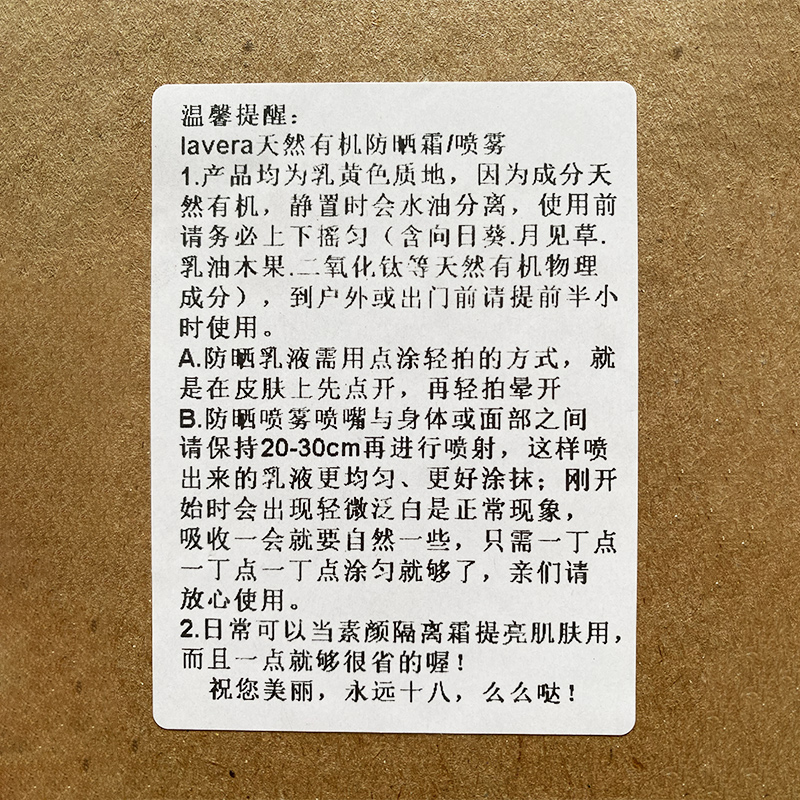 温馨提醒：
lavera天然有机防晒霜/喷雾
1.产品均为乳黄色质地，因为成分天
然有机，静置时会水油分离，使用前
请务必上下摇匀（含向日葵.月见草.
乳油木果.二氧化钛等天然有机物理
成分），到户外或出门前请提前半小
时使用。
A.防晒乳液需用点涂轻拍的方式，就
是在皮肤上先点开，再轻拍晕开
B.防晒喷雾喷嘴与身体或面部之间
请保持20-30cm再进行喷射，这样喷
出来的乳液更均匀、更好涂抹；刚开
始时会出现轻微泛白是正常现象，
吸收一会就要自然一些，只需一丁点
一丁点一丁点涂匀就够了，亲们请
放心使用。
2.日常可以当素颜隔离霜提亮肌肤用，
而且一点就够很省的喔！
祝您美丽，永远十八，么么哒！